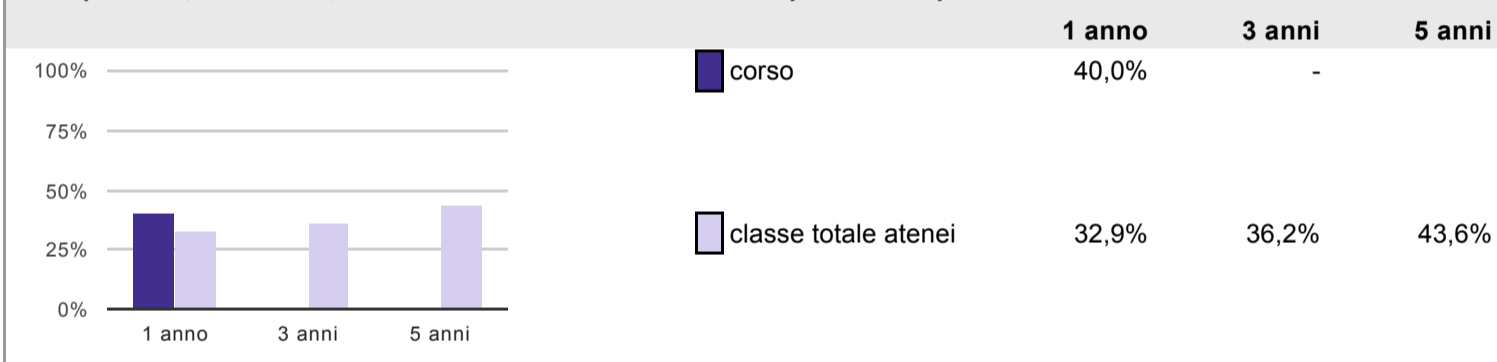 1 anno 3 anni 5 anni
100%
75%
50%
25%
0%
1 anno 3 anni 5 anni
corso 40,0% -
classe totale atenei 32,9% 36,2% 43,6%